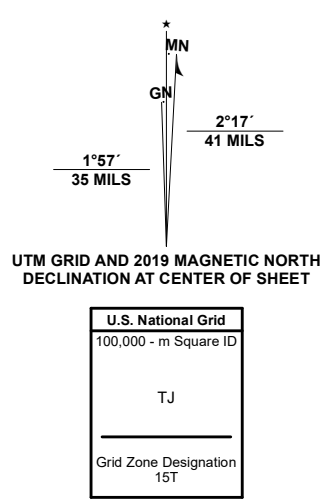 ★
MN
GN
2°17´
41 MILS
1°57´
35 MILS
UTM GRID AND 2019 MAGNETIC NORTH
DECLINATION AT CENTER OF SHEET
U.S. National Grid
100,000 - m Square ID
TJ
Grid Zone Designation
15T